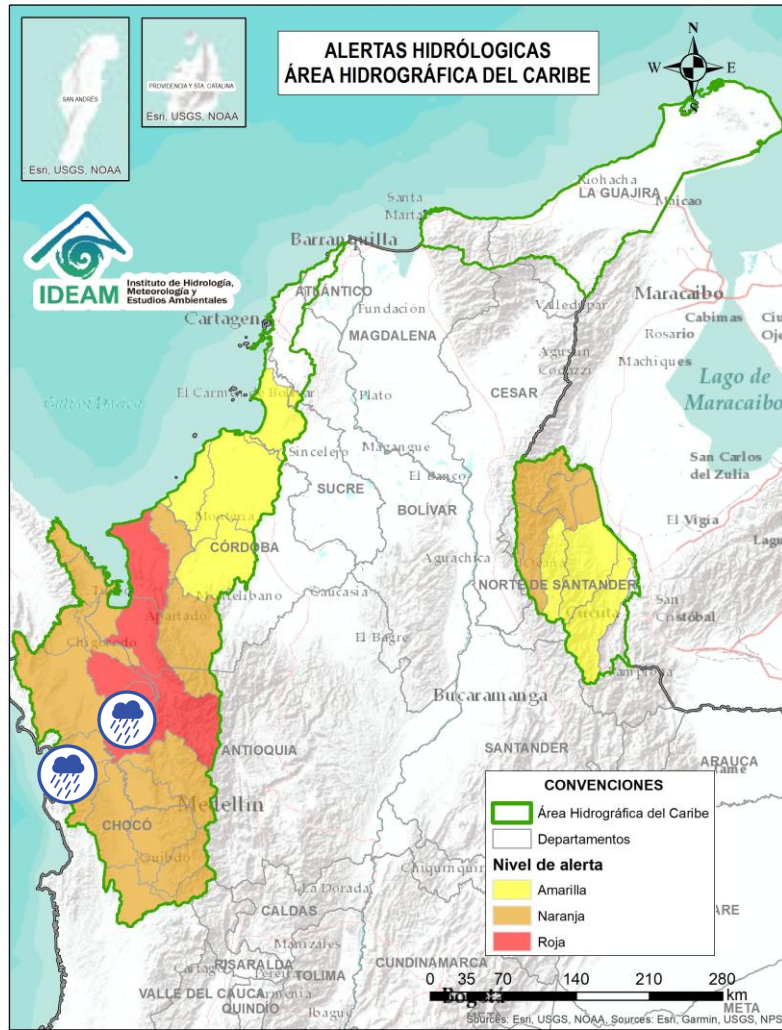 ALERTAS HIDRÓLOGICAS
ÁREA HIDROGRÁFICA DEL CARIBE
N
W
E
S
SAN ANDRÉS
Esri, USGS, NOAA
PROVIDENCIA Y STA. CATALINA
Esri, USGS, NOAA
IDEAM
Instituto de Hidrología,
Meteorología y
Estudios Ambientales
Riohacha
LA GUAJIRA
Maicao
Santa
Marta
Barranquilla
ATLÁNTICO
Fundación
Valledupar
Maracaibo
Cabimas
Rosario
Machiques
Cartagen
MAGDALENA
Agustín
Codazzi
CESAR
Lago de
Maracaibo
El Carmen de Bolívar
Plato
Sincelejo
Magangue
El Banco
SUCRE
BOLÍVAR
San Carlos
del Zulia
Montería
CÓRDOBA
El Vigía
Aguachica
Ocaña
NORTE DE SANTANDER
Montelíbano
Caucasia
Apartadó
Cúcuta
San
Cristóbal
El Bagre
Chigorodó
Pamplona
Bucaramanga
ANTIOQUIA
SANTANDER
ARAUCA
Medellín
CHOCÓ
Quibdó
La Dorada
Chiquinquir
CALDAS
Manizales
RISARALDA
Cartago
Pereira
TOLIMA
CUNDINAMARCA
VALLE DEL CAUCA
Armenia
QUINDÍO
Ibagué
Bogotá
META
META
CONVENCIONES
Área Hidrográfica del Caribe
Departamentos
Nivel de alerta
Amarilla
Naranja
Roja
0 35 70 140 210 280
km
Sources: Esri, USGS, NOAA, Sources: Esri, Garmin, USGS, NPS